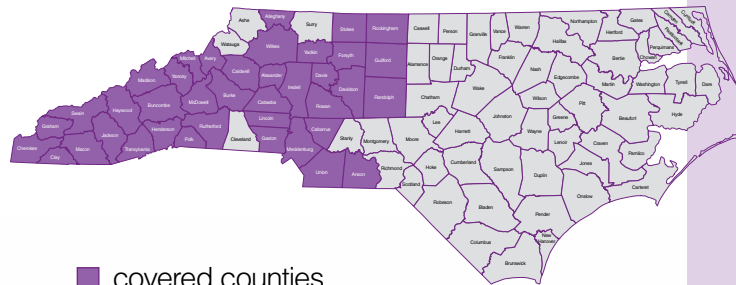 Ashe
Alleghany
Surry
Stokes
Rockingham
Caswell
Person
Granville
Vance
Warren
Northampton
Gates
Hertford
Halifax
Camden
Currituck
Pasquotank
Perquimans
Chowan
Bertie
Watauga
Wilkes
Yadkin
Forsyth
Guilford
Alamance
Orange
Durham
Franklin
Nash
Edgecombe
Martin
Washington
Tyrrell
Dare
Mitchell
Avery
Yancey
Madison
Caldwell
Alexander
Iredell
Davie
Davidson
Randolph
Chatham
Wake
Wilson
Pitt
Beaufort
Hyde
Buncombe
McDowell
Burke
Catawba
Rowan
Haywood
Swain
Graham
Cherokee
Clay
Macon
Jackson
Transylvania
Henderson
Polk
Rutherford
Cleveland
Lincoln
Gaston
Mecklenburg
Cabarrus
Stanly
Montgomery
Moore
Lee
Harnett
Johnston
Wayne
Greene
Lenoir
Craven
Pamlico
Jones
Carteret
Union
Anson
Richmond
Scotland
Hoke
Cumberland
Sampson
Duplin
Onslow
Robeson
Bladen
Pender
Columbus
New
Hanover
Brunswick
covered counties